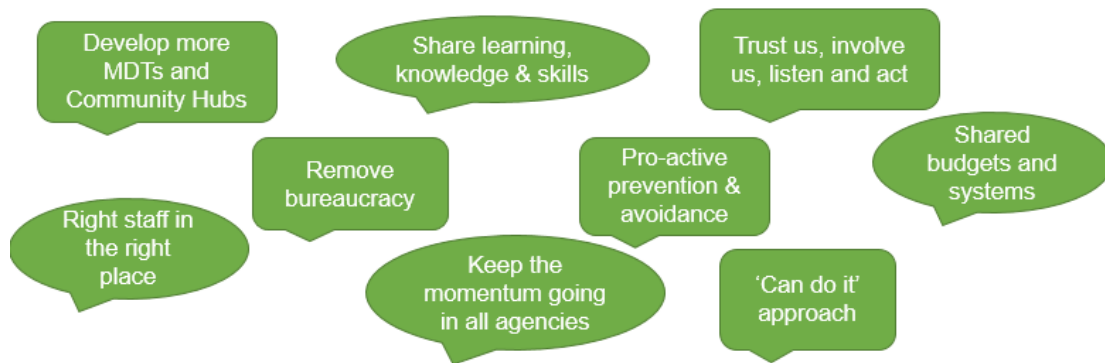 Develop more
MDTs and
Community Hubs
Share learning,
knowledge & skills
Trust us, involve
us, listen and act
Shared
budgets and
systems
Remove
bureaucracy
Pro-active
prevention &
avoidance
Right staff in
the right
place
Keep the
momentum going
in all agencies
‘Can do it’
approach